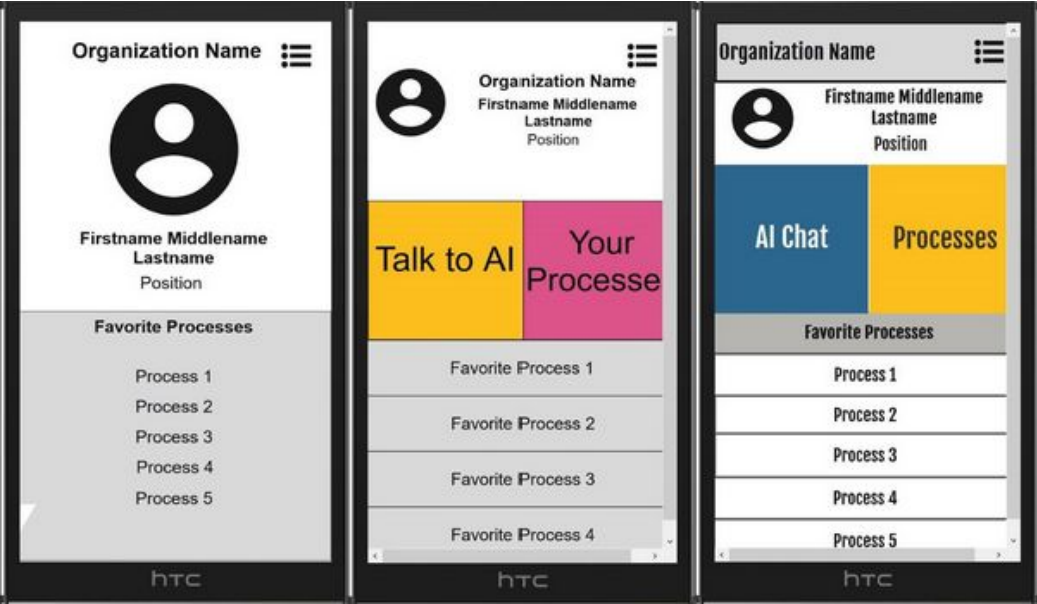 Organization Name
Firstname Middlename
Lastname
Position
Favorite Processes
Process 1
Process 2
Process 3
Process 4
Process 5
hTC
Organization Name
Firstname Middlename
Lastname
Position
Talk to AI
Your
Processe
Favorite Process 1
Favorite Process 2
Favorite Process 3
Favorite Process 4
hTC
Organization Name
Firstname Middlename
Lastname
Position
AI Chat
Processes
Favorite Processes
Process 1
Process 2
Process 3
Process 4
Process 5
hTC